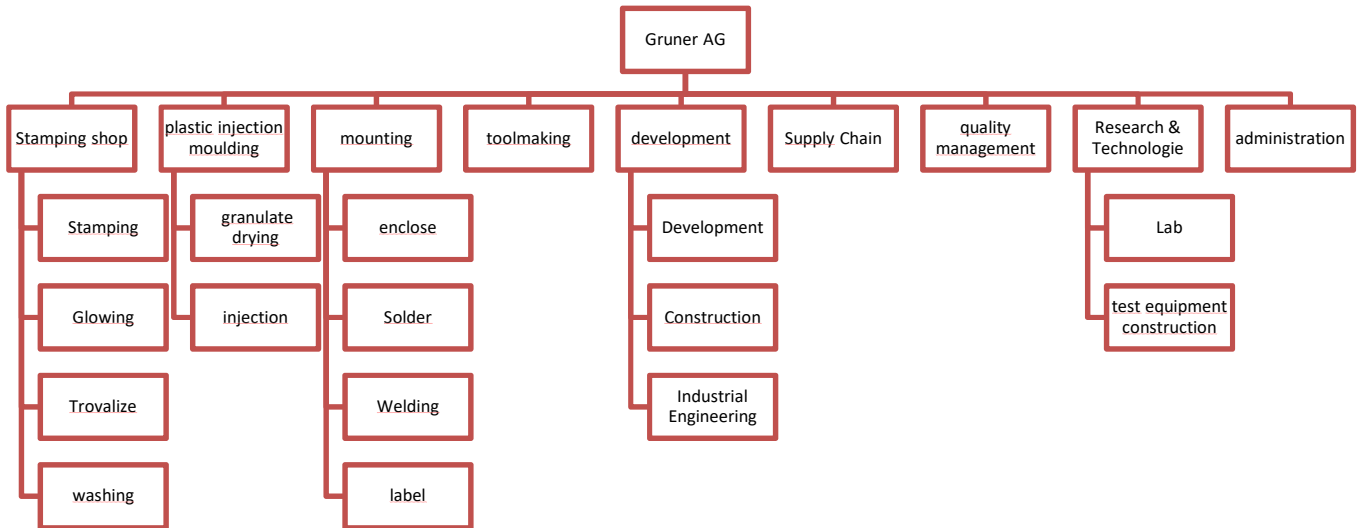 Gruner AG
Stamping shop
plastic injection
moulding
mounting
toolmaking
development
Supply Chain
quality
management
Research &
Technologie
administration
Stamping
granulate
drying
enclose
Development
Lab
Glowing
injection
Solder
Construction
test equipment
construction
Trovalize
Welding
Industrial
Engineering
washing
label